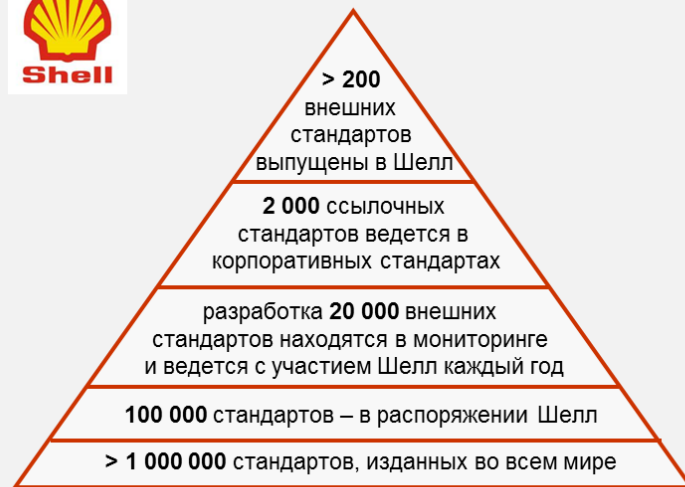 Shell
> 200
внешних
стандартов
выпущены в Шелл
2 000 ссылочных
стандартов ведется в
корпоративных стандартах
разработка 20 000 внешних
стандартов находятся в мониторинге
и ведется с участием Шелл каждый год
100 000 стандартов – в распоряжении Шелл
> 1 000 000 стандартов, изданных во всем мире